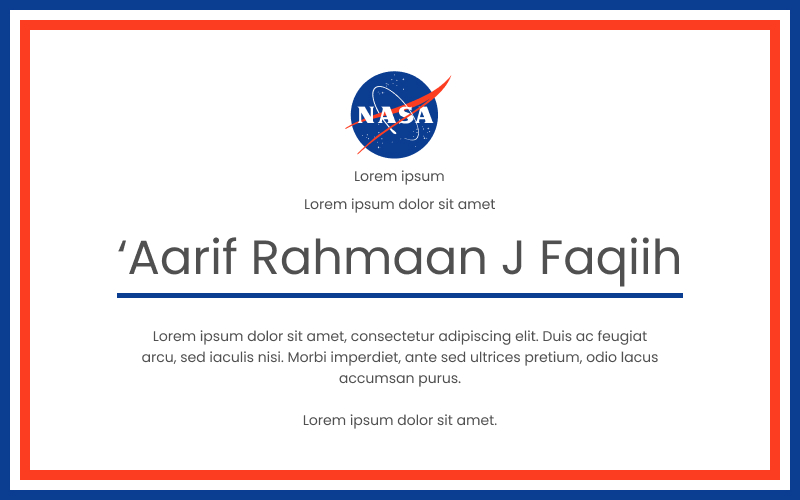 NASA
Lorem ipsum
Lorem ipsum dolor sit amet
‘Aarif Rahmaan J Faqiih
Lorem ipsum dolor sit amet, consectetur adipiscing elit. Duis ac feugiat
arcu, sed iaculis nisi. Morbi imperdiet, ante sed ultrices pretium, odio lacus
accumsan purus.
Lorem ipsum dolor sit amet.